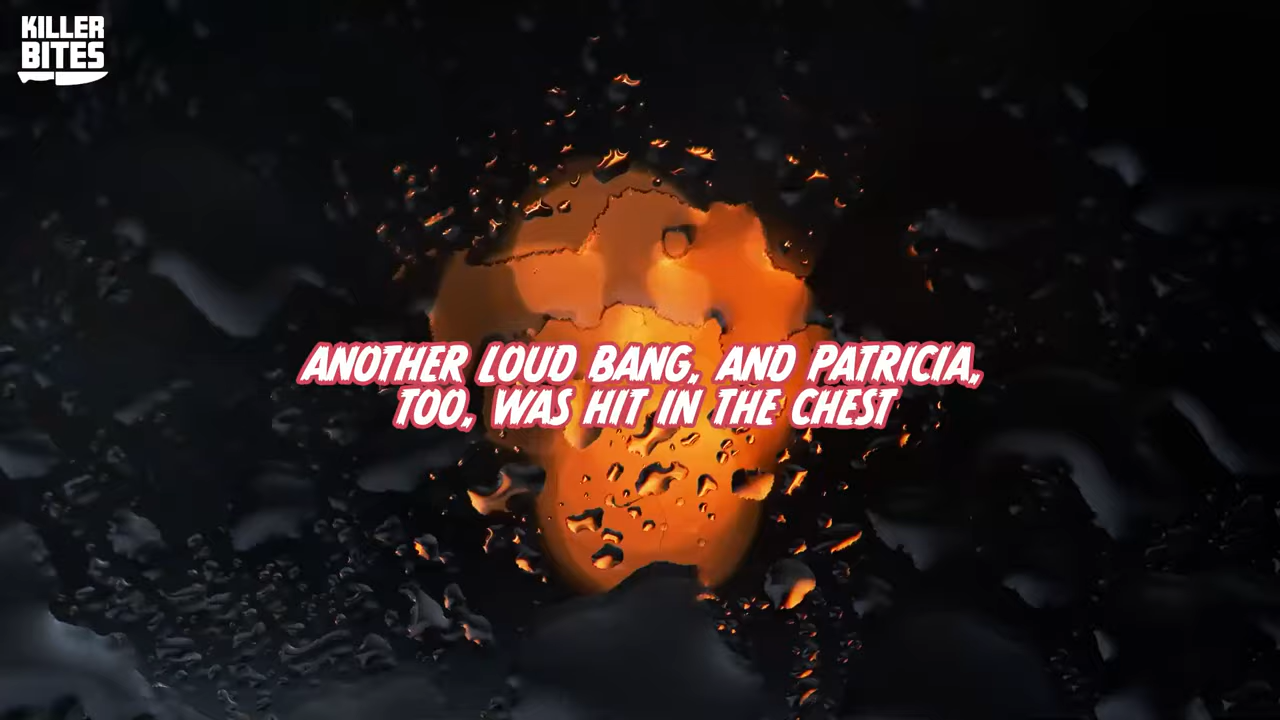 KILLER
BITES
ANOTHER LOUD BANG, AND PATRICIA,
TOO, WAS HIT IN THE CHEST